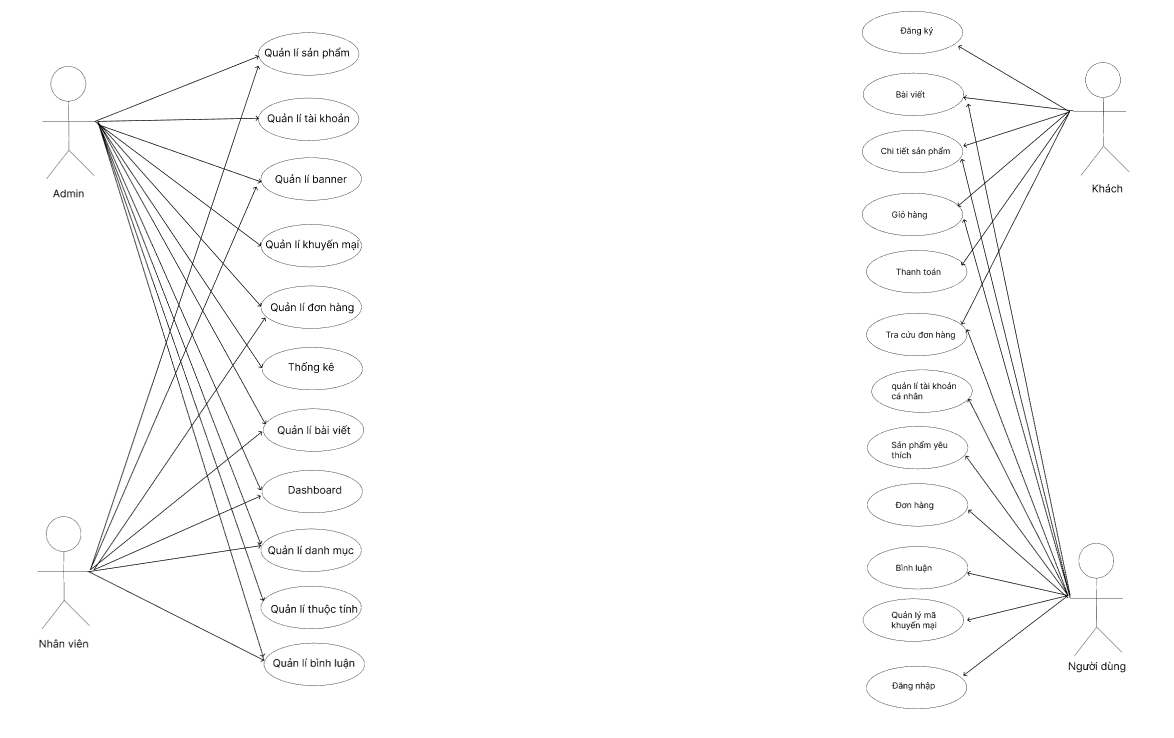 Quản lí sản phẩm
Quản lí tài khoản
Quản lí banner
Admin
Quản lí khuyến mại
Quản lí đơn hàng
Thống kê
Quản lí bài viết
Dashboard
Quản lí danh mục
Quản lí thuộc tính
Nhân viên
Quản lí bình luận
Đăng ký
Bài viết
Chi tiết sản phẩm
Khách
Giỏ hàng
Thanh toán
Tra cứu đơn hàng
quản lí tài khoản
cá nhân
Sản phẩm yêu
thích
Đơn hàng
Bình luận
Quản lý mã
khuyến mại
Người dùng
Đăng nhập